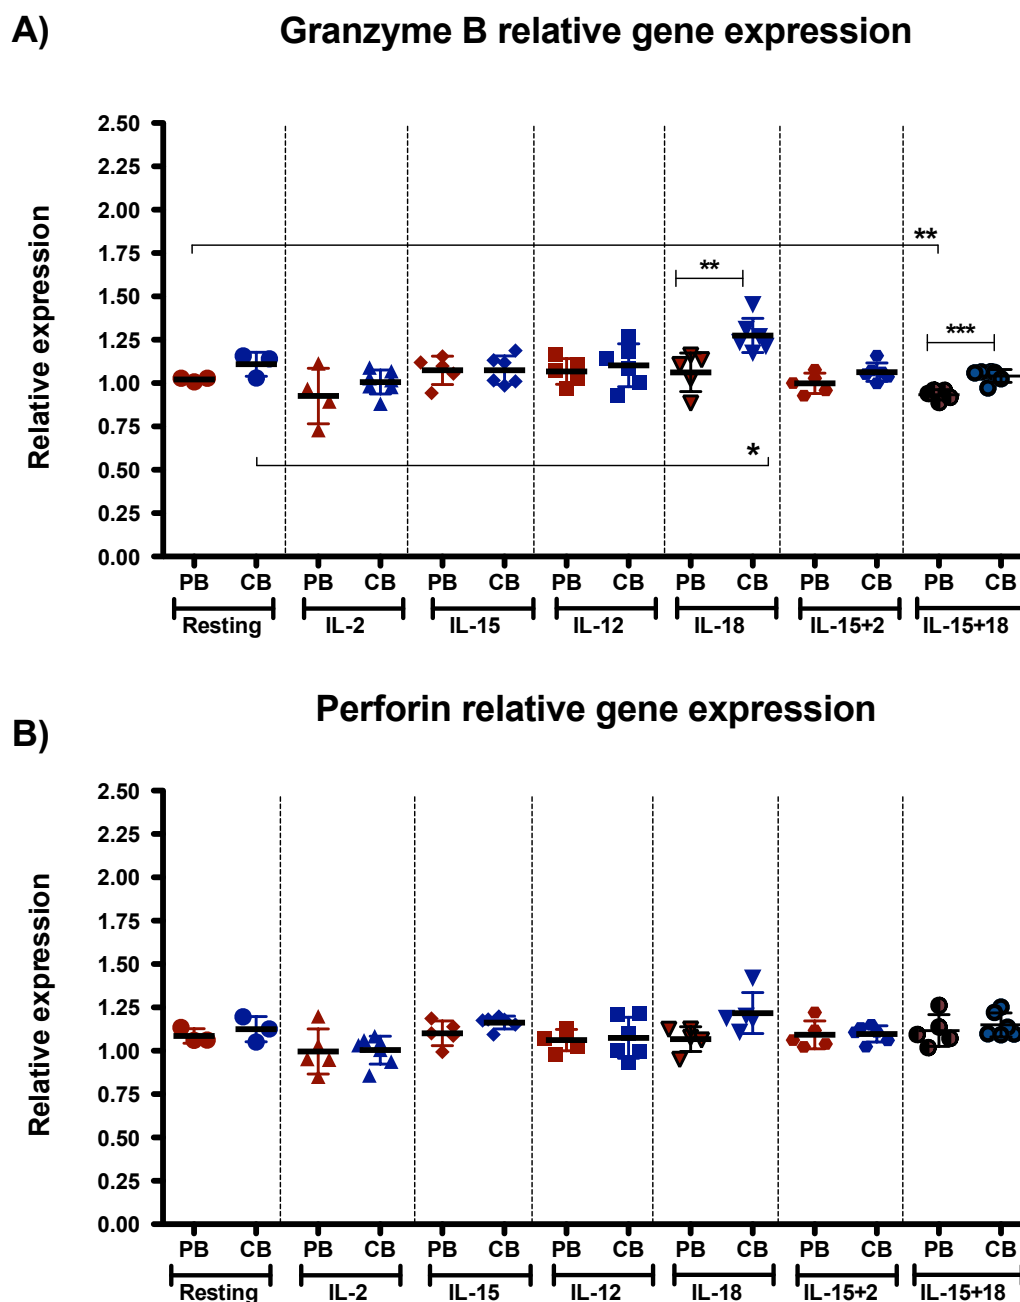 A)
Granzyme B relative gene expression
Relative expression
2.50
2.25
2.00
1.75
1.50
1.25
1.00
0.75
0.50
0.25
0.00
**
**
***
*
PB CB PB CB PB CB PB CB PB CB PB CB PB CB
Resting IL-2 IL-15 IL-12 IL-18 IL-15+2 IL-15+18
B)
Perforin relative gene expression
Relative expression
2.50
2.25
2.00
1.75
1.50
1.25
1.00
0.75
0.50
0.25
0.00
PB CB PB CB PB CB PB CB PB CB PB CB PB CB
Resting IL-2 IL-15 IL-12 IL-18 IL-15+2 IL-15+18